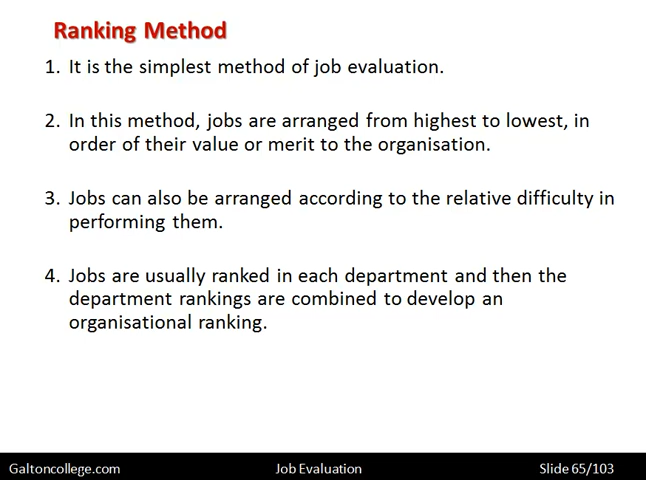 Ranking Method
1. It is the simplest method of job evaluation.
2. In this method, jobs are arranged from highest to lowest, in
order of their value or merit to the organisation.
3. Jobs can also be arranged according to the relative difficulty in
performing them.
4. Jobs are usually ranked in each department and then the
department rankings are combined to develop an
organisational ranking.
Galtoncollege.com Job Evaluation Slide 65/103